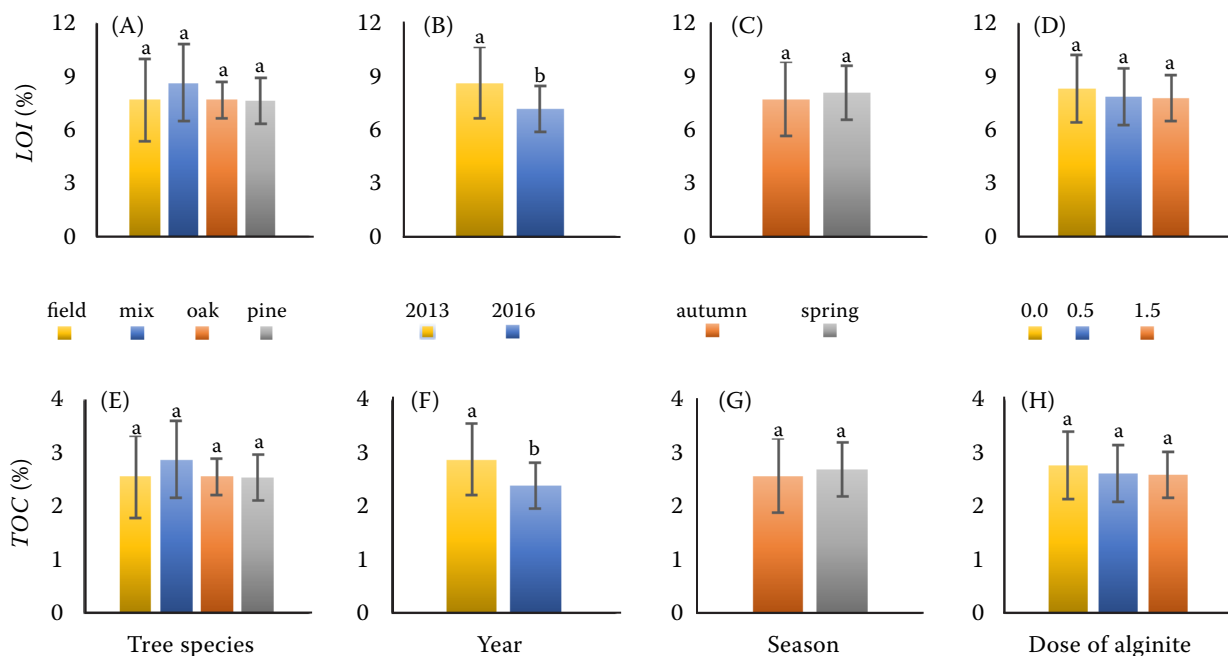 LOI (%)
12
9
6
3
0
(A)
a
a
a
a
12
9
6
3
0
(B)
a
b
12
9
6
3
0
(C)
a
a
12
9
6
3
0
(D)
a
a
a
field mix oak pine
2013 2016
autumn spring
0.0 0.5 1.5
TOC (%)
4
3
2
1
0
(E)
a
a
a
a
Tree species
4
3
2
1
0
(F)
a
b
Year
4
3
2
1
0
(G)
a
a
Season
4
3
2
1
0
(H)
a
a
a
Dose of alginite